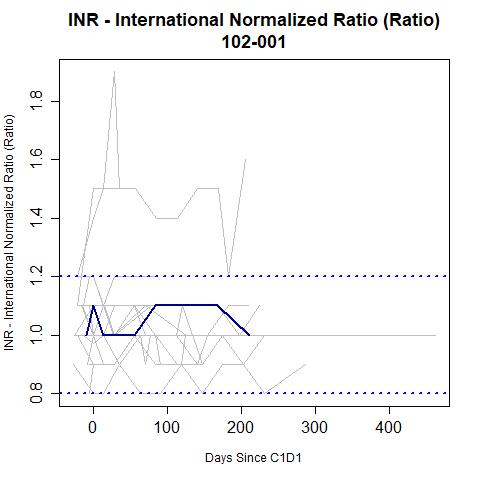 INR - International Normalized Ratio (Ratio)
102-001
INR - International Normalized Ratio (Ratio)
1.8
1.6
1.4
1.2
1.0
0.8
0 100 200 300 400
Days Since C1D1